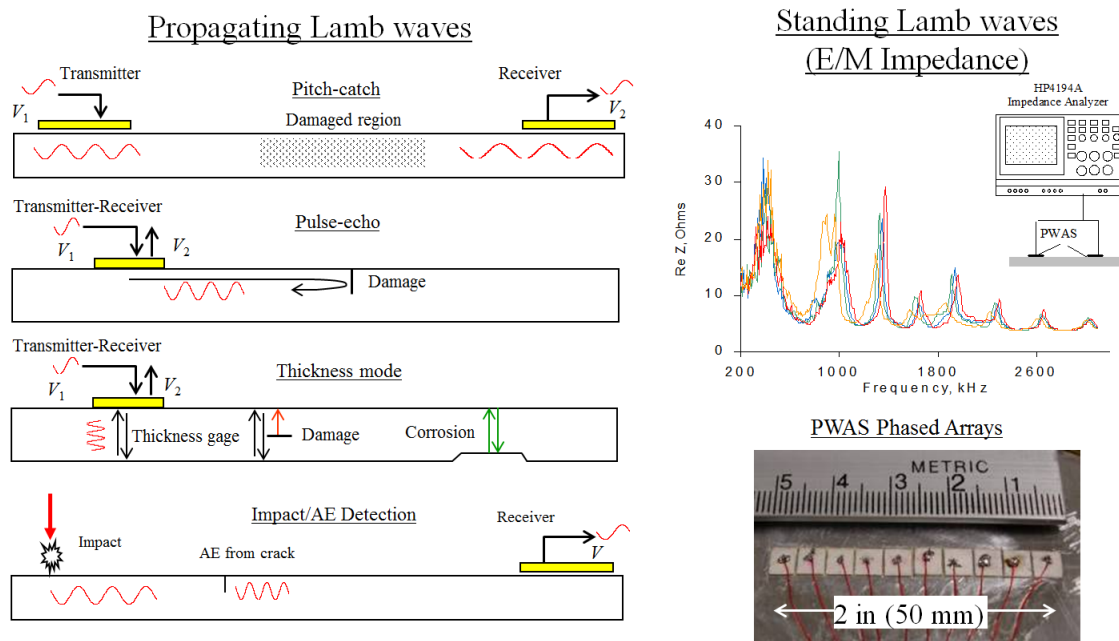 Propagating Lamb waves
Transmitter
Receiver
Pitch-catch
V1
V2
Damaged region
Transmitter-Receiver
Pulse-echo
V1
V2
Damage
Transmitter-Receiver
Thickness mode
V1
V2
Thickness gage
Damage
Corrosion
Impact/AE Detection
Receiver
Impact
AE from crack
V
Standing Lamb waves
(E/M Impedance)
HP4194A
Impedance Analyzer
40
30
20
10
0
Re Z, Ohms
PWAS
200 1000 1800 2600
Frequency, kHz
PWAS Phased Arrays
METRIC
5 4 3 2 1
2 in (50 mm)